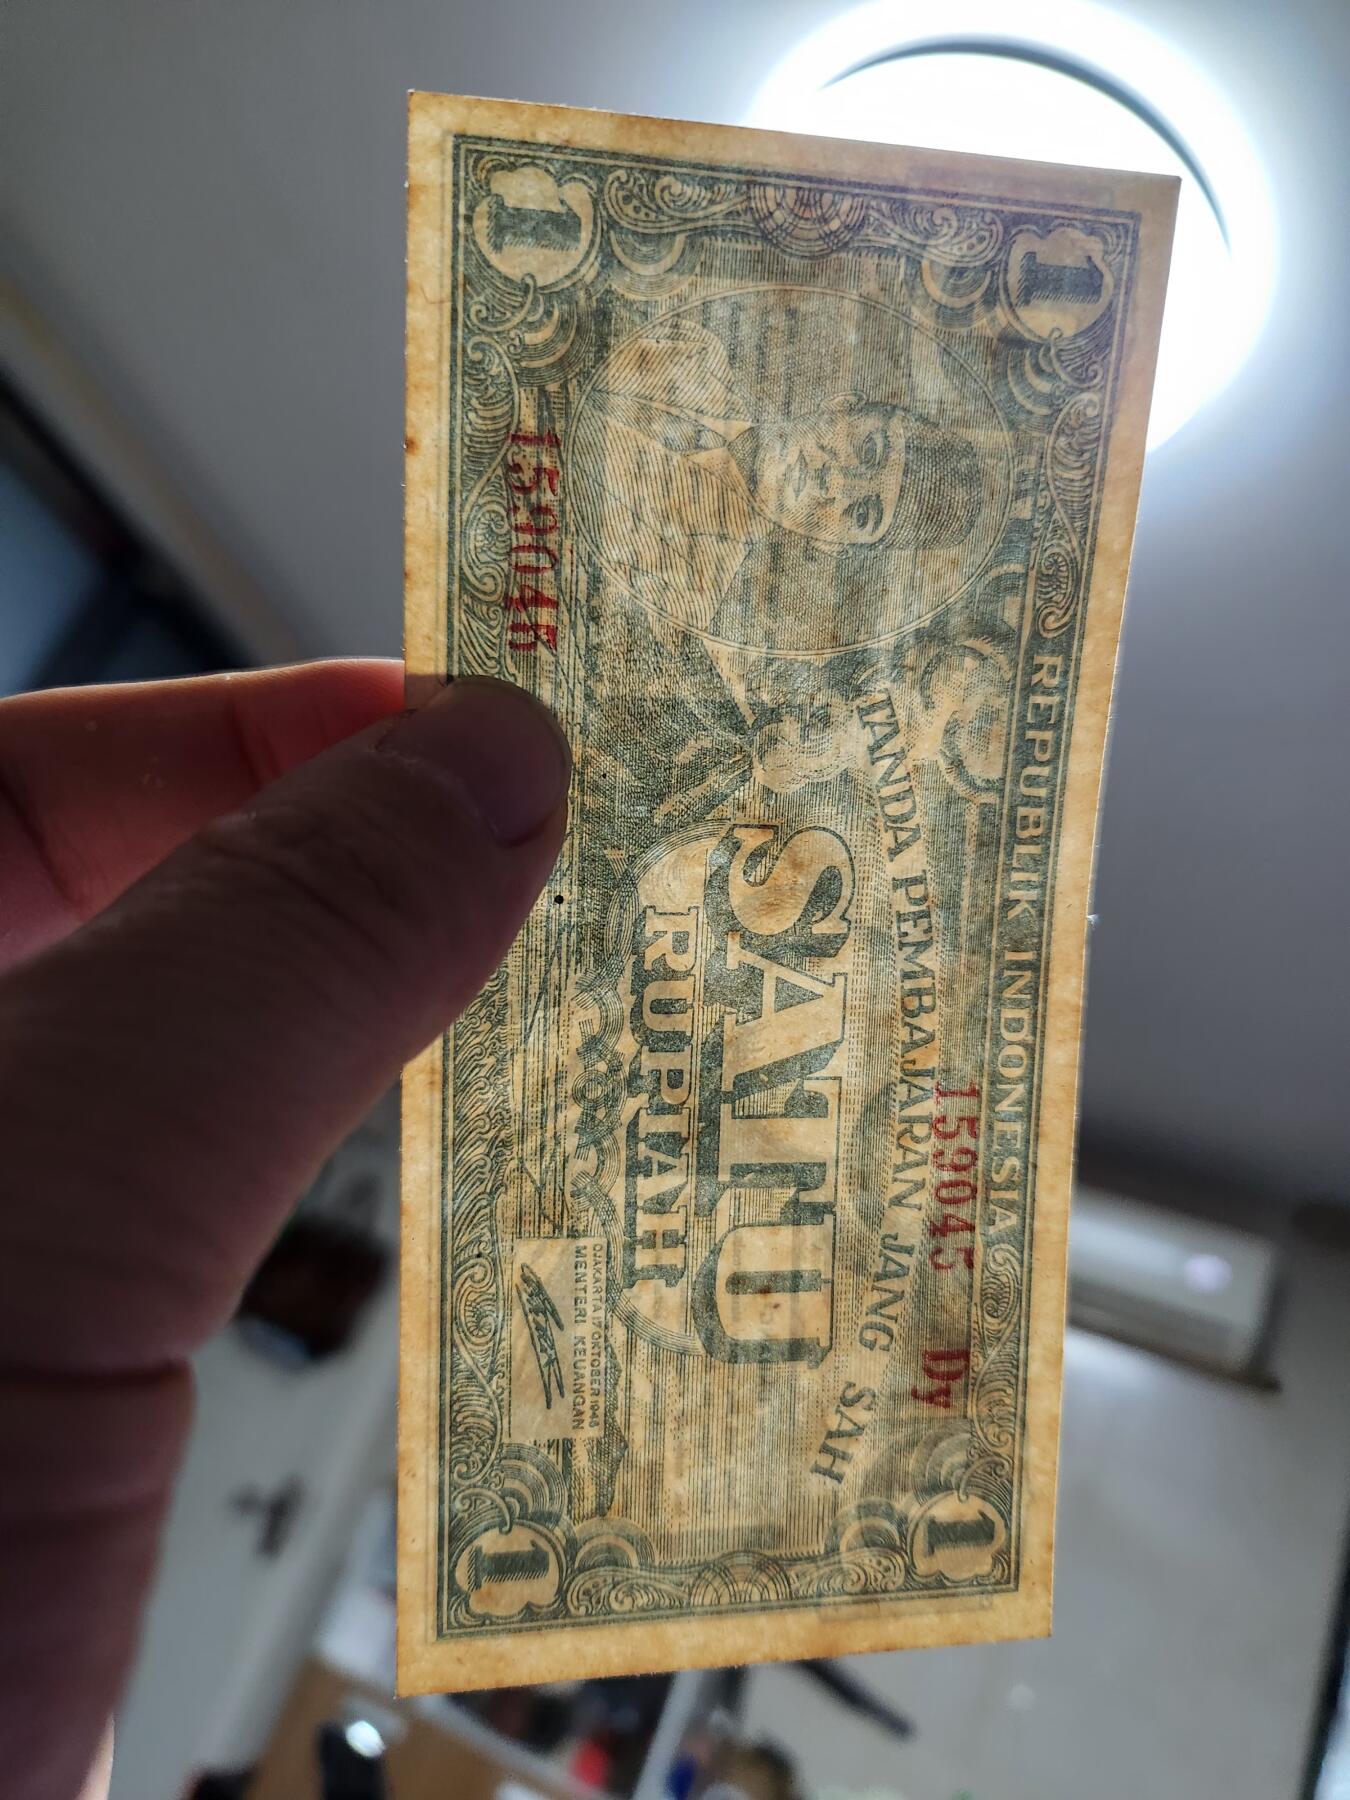 REPUBLIK INDONESIA
1
1
159045 Dy
TANDA PEMBAJARAN JANG SAH
SATU
RUPIAH
159045
DJAKARTA 17 OKTOBER 1945
MENTERI KEUANGAN
1
1